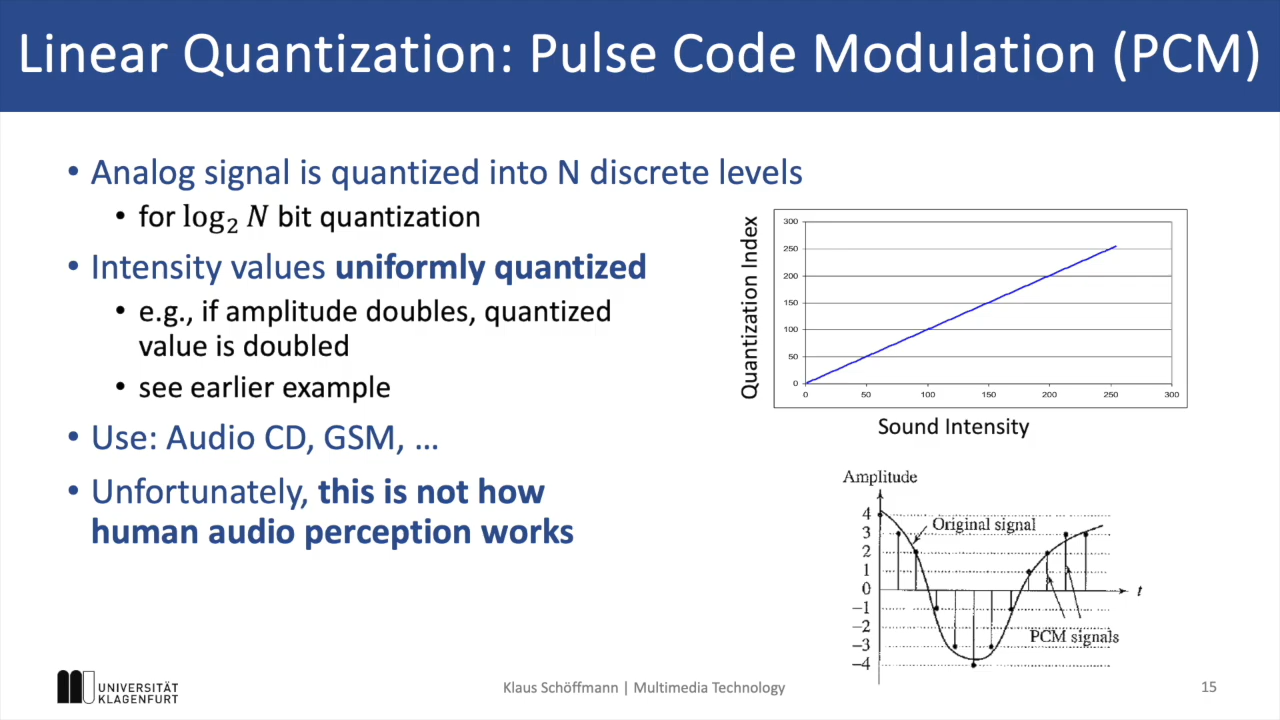 Linear Quantization: Pulse Code Modulation (PCM)
• Analog signal is quantized into N discrete levels
• for log₂ N bit quantization
• Intensity values uniformly quantized
• e.g., if amplitude doubles, quantized
value is doubled
• see earlier example
• Use: Audio CD, GSM, …
• Unfortunately, this is not how
human audio perception works
Quantization Index
300
250
200
150
100
50
0
0 50 100 150 200 250 300
Sound Intensity
Amplitude
4
3
2
1
0
−1
−2
−3
−4
Original signal
t
PCM signals
UNIVERSITÄT
KLAGENFURT
Klaus Schöffmann | Multimedia Technology
15